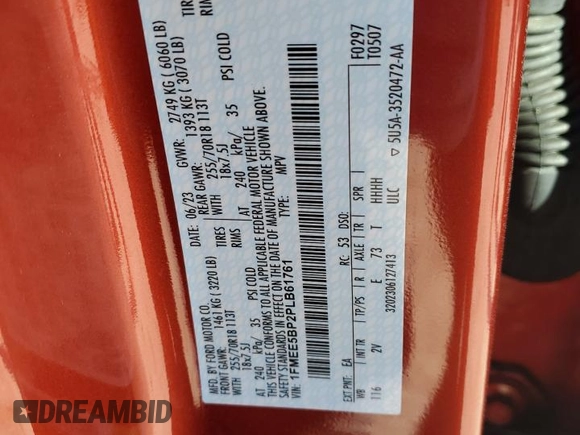 MFD. BY FORD MOTOR CO.
DATE: 06/23 GVWR: 2749 KG ( 6060 LB)
FRONT GAWR: 1461 KG ( 3220 LB) REAR GAWR: 1393 KG ( 3070 LB)
WITH 255/70R18 113T TIRES WITH 255/70R18 113T TIRES
18x7.5J RIMS 18x7.5J RIMS
AT 240 kPa/ 35 PSI COLD AT 240 kPa/ 35 PSI COLD
THIS VEHICLE CONFORMS TO ALL APPLICABLE FEDERAL MOTOR VEHICLE
SAFETY STANDARDS IN EFFECT ON THE DATE OF MANUFACTURE SHOWN ABOVE.
VIN: 1FMEE5BP2PLB61761 TYPE: MPV
F0297
T0507
3202306127413
EXT PNT: EA RC: 53 DSO:
WB INT TR TP/PS R AXLE TR SPR
116 2V E 73 T HHHH
ULC
▽ 5U5A-3520472-AA
DREAMBID